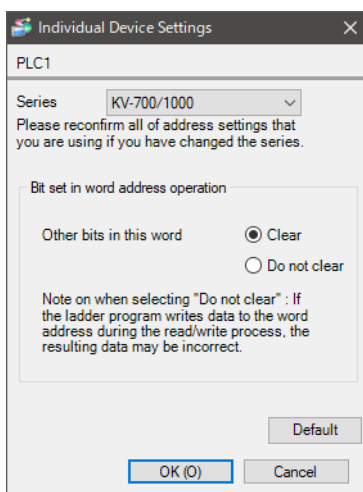 Individual Device Settings
PLC1
Series KV-700/1000
Please reconfirm all of address settings that
you are using if you have changed the series.
Bit set in word address operation
Other bits in this word Clear
Do not clear
Note on when selecting "Do not clear" : If
the ladder program writes data to the word
address during the read/write process, the
resulting data may be incorrect.
Default
OK (O) Cancel